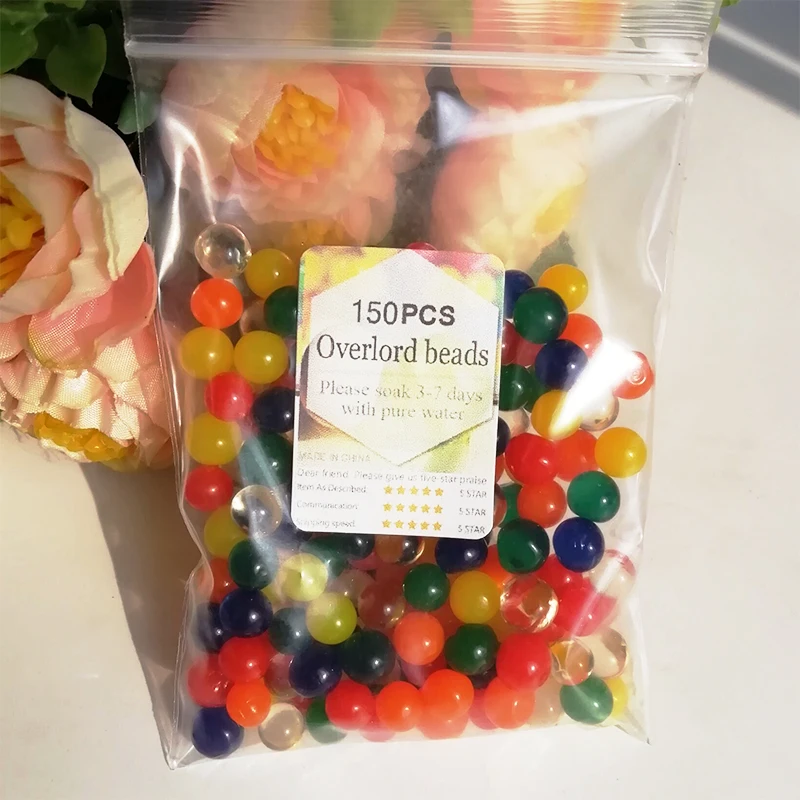 150PCS
Overlord beads
Please soak 3-7 days
with pure water
MADE IN CHINA
Dear friend. Please give us five star praise
Item As Described: ★★★★★ 5 STAR
Communication: ★★★★★ 5 STAR
Shipping speed: ★★★★★ 5 STAR